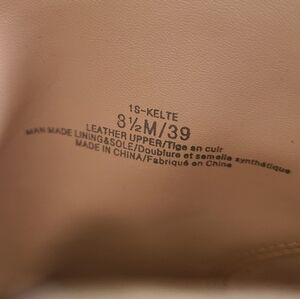 1S-KELTE
8½M/39
LEATHER UPPER/Tige en cuir
MAN MADE LINING&SOLE/Doublure et semelle synthétique
MADE IN CHINA/Fabriqué en Chine